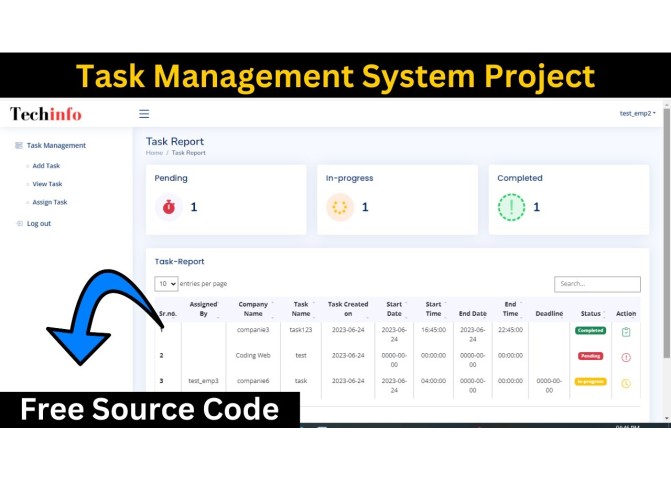 Task Management System Project
Techinfo
test_emp2
Task Management
Add Task
View Task
Assign Task
Log out
Task Report
Home / Task Report
Pending
1
In-progress
1
Completed
1
Task-Report
10 entries per page
Search...
Sr.no. Assigned By Company Name Task Name Task Created on Start Date Start Time End Date End Time Deadline Status Action
1 companie3 task123 2023-06-24 2023-06-24 16:45:00 2023-06-24 22:45:00 Completed
2 Coding Web test 2023-06-24 0000-00-00 00:00:00 0000-00-00 00:00:00 Pending
3 test_emp3 companie6 task 2023-06-24 2023-06-24 04:00:00 0000-00-00 00:00:00 0000-00-00 In-progress
Free Source Code